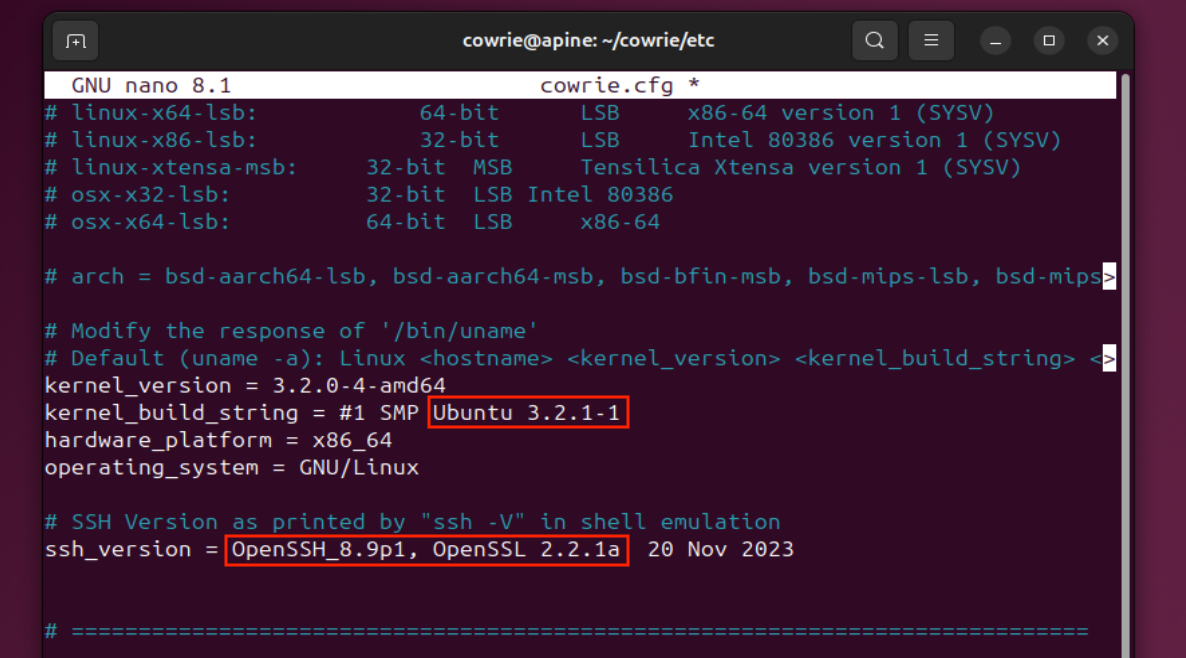 cowrie@apine: ~/cowrie/etc
GNU nano 8.1 cowrie.cfg *
# linux-x64-lsb: 64-bit LSB x86-64 version 1 (SYSV)
# linux-x86-lsb: 32-bit LSB Intel 80386 version 1 (SYSV)
# linux-xtensa-msb: 32-bit MSB Tensilica Xtensa version 1 (SYSV)
# osx-x32-lsb: 32-bit LSB Intel 80386
# osx-x64-lsb: 64-bit LSB x86-64
# arch = bsd-aarch64-lsb, bsd-aarch64-msb, bsd-bfin-msb, bsd-mips-lsb, bsd-mips>
# Modify the response of '/bin/uname'
# Default (uname -a): Linux <hostname> <kernel_version> <kernel_build_string> <>
kernel_version = 3.2.0-4-amd64
kernel_build_string = #1 SMP Ubuntu 3.2.1-1
hardware_platform = x86_64
operating_system = GNU/Linux
# SSH Version as printed by "ssh -V" in shell emulation
ssh_version = OpenSSH_8.9p1, OpenSSL 2.2.1a 20 Nov 2023
# ============================================================================